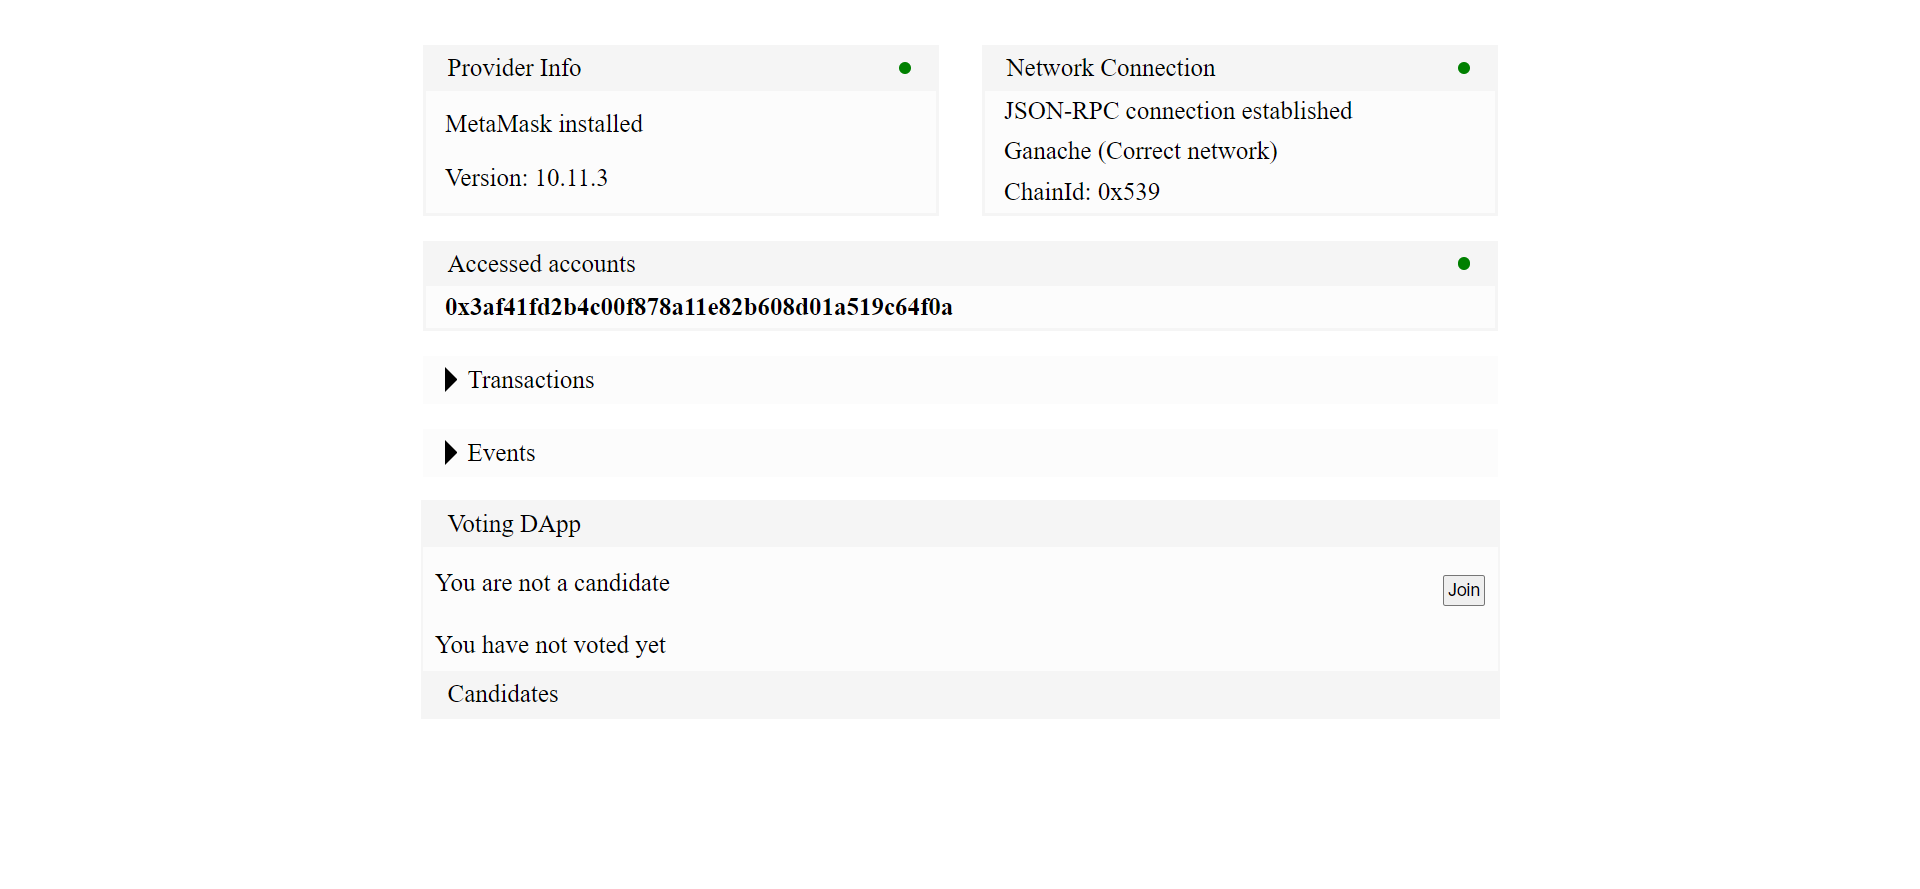 Provider Info
MetaMask installed
Version: 10.11.3
Network Connection
JSON-RPC connection established
Ganache (Correct network)
ChainId: 0x539
Accessed accounts
0x3af41fd2b4c00f878a11e82b608d01a519c64f0a
Transactions
Events
Voting DApp
You are not a candidate
Join
You have not voted yet
Candidates